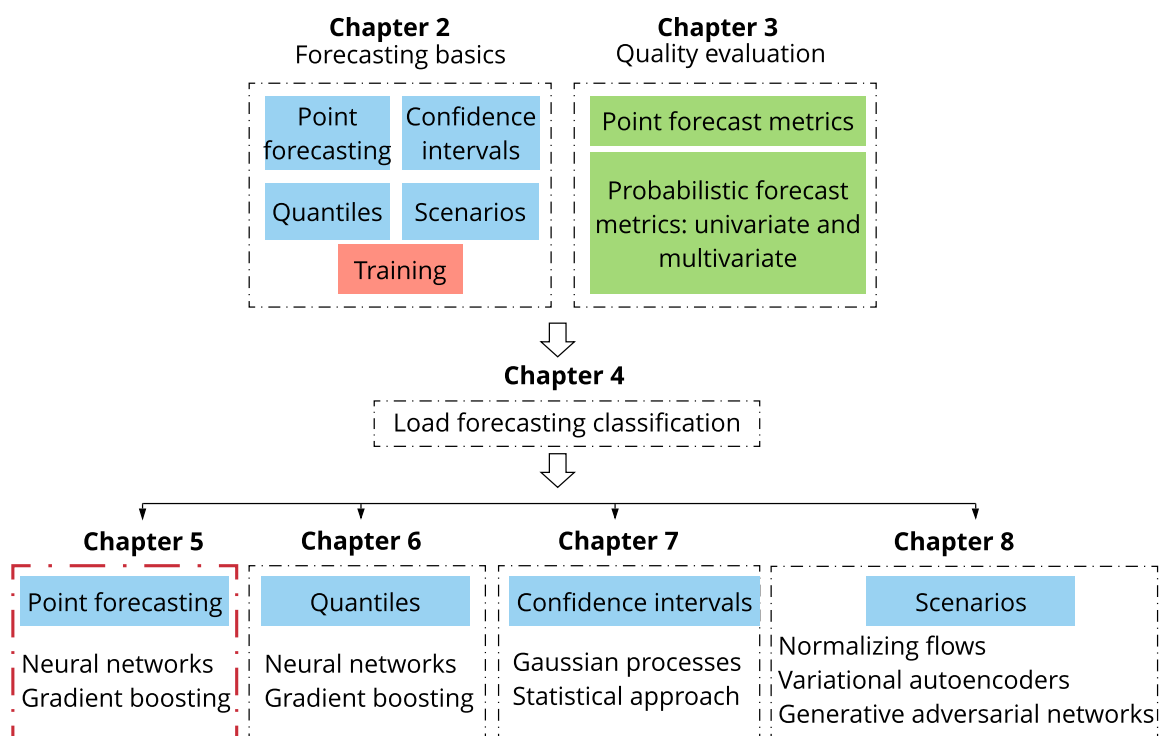 Chapter 2
Forecasting basics
Point
forecasting
Confidence
intervals
Quantiles
Scenarios
Training
Chapter 3
Quality evaluation
Point forecast metrics
Probabilistic forecast
metrics: univariate and
multivariate
Chapter 4
Load forecasting classification
Chapter 5
Point forecasting
Neural networks
Gradient boosting
Chapter 6
Quantiles
Neural networks
Gradient boosting
Chapter 7
Confidence intervals
Gaussian processes
Statistical approach
Chapter 8
Scenarios
Normalizing flows
Variational autoencoders
Generative adversarial networks